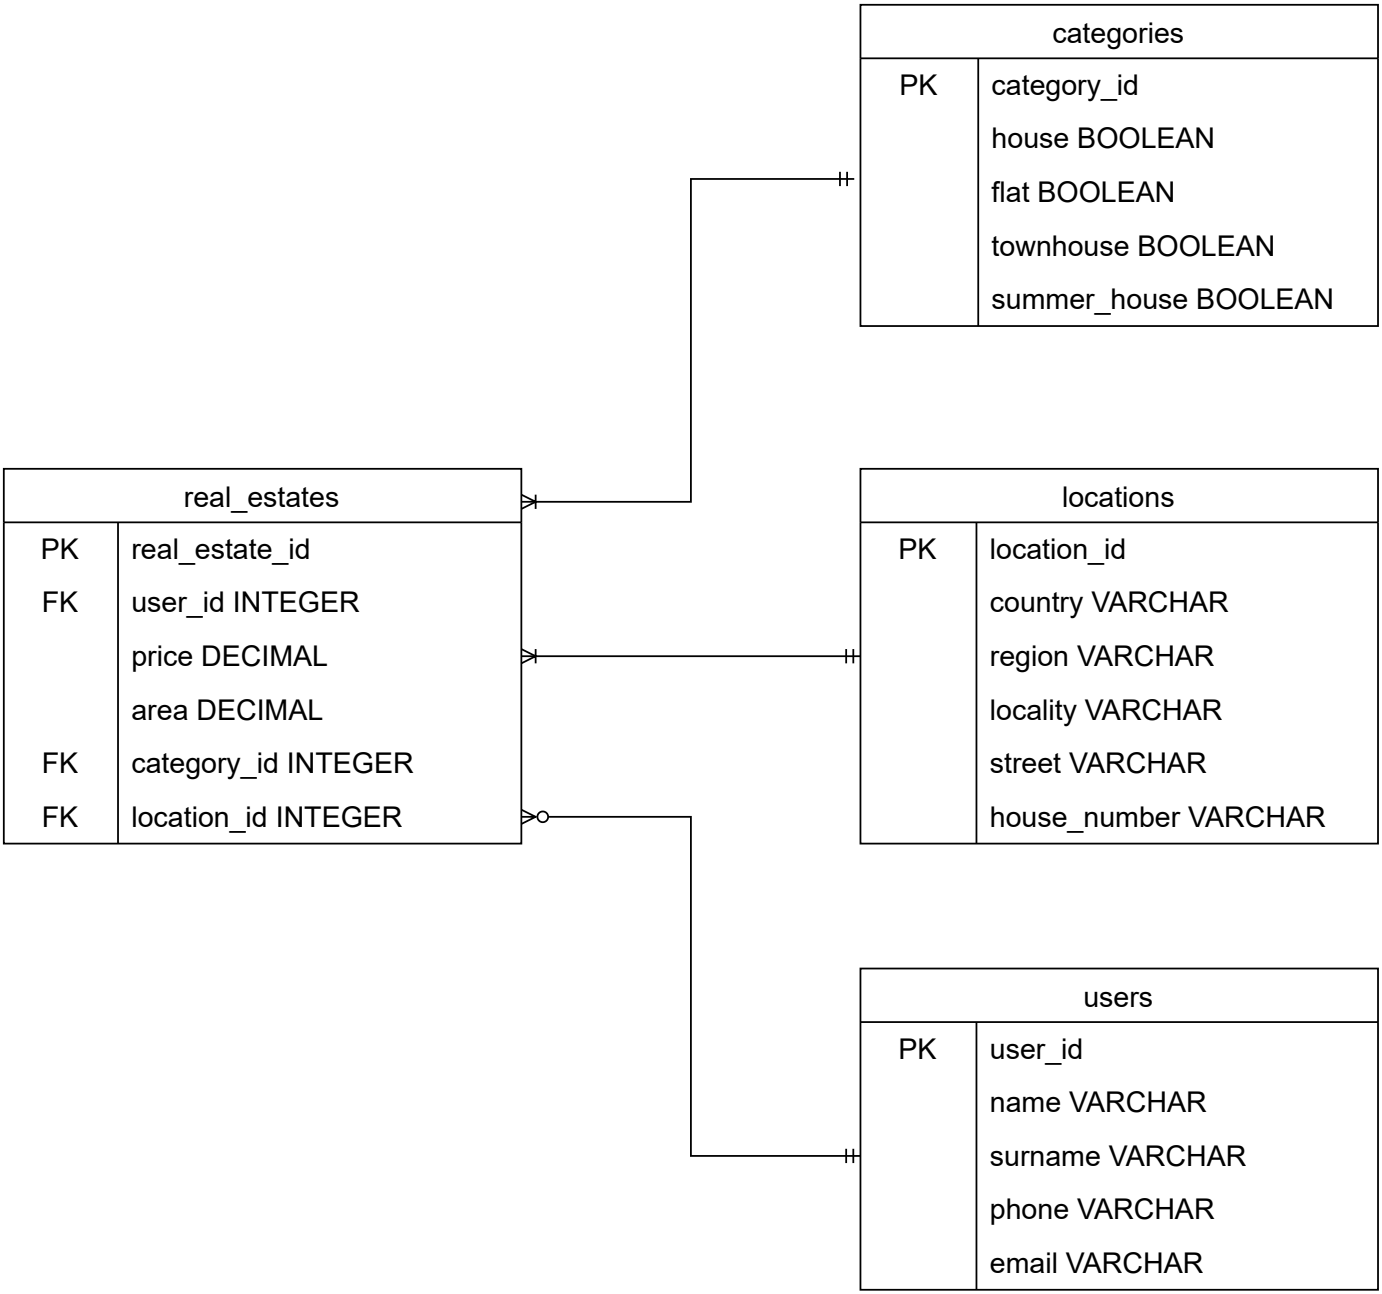 categories
PK category_id
house BOOLEAN
flat BOOLEAN
townhouse BOOLEAN
summer_house BOOLEAN
real_estates
PK real_estate_id
FK user_id INTEGER
price DECIMAL
area DECIMAL
FK category_id INTEGER
FK location_id INTEGER
locations
PK location_id
country VARCHAR
region VARCHAR
locality VARCHAR
street VARCHAR
house_number VARCHAR
users
PK user_id
name VARCHAR
surname VARCHAR
phone VARCHAR
email VARCHAR